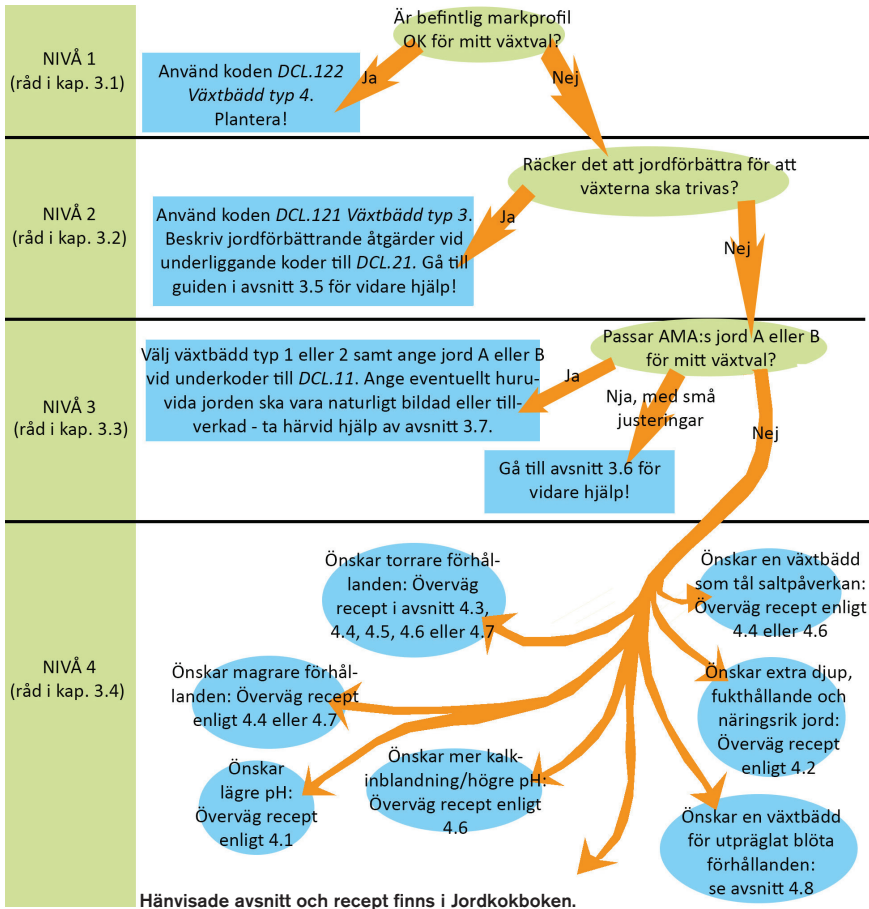 Är befintlig markprofil
OK för mitt växtval?
NIVÅ 1
(råd i kap. 3.1)
Ja
Nej
Använd koden DCL.122
Växtbädd typ 4.
Plantera!
Räcker det att jordförbättra för att
växterna ska trivas?
NIVÅ 2
(råd i kap. 3.2)
Ja
Nej
Använd koden DCL.121 Växtbädd typ 3.
Beskriv jordförbättrande åtgärder vid
underliggande koder till DCL.21. Gå till
guiden i avsnitt 3.5 för vidare hjälp!
Passar AMA:s jord A eller B
för mitt växtval?
NIVÅ 3
(råd i kap. 3.3)
Välj växtbädd typ 1 eller 2 samt ange jord A eller B
vid underkoder till DCL.11. Ange eventuellt huru-
vida jorden ska vara naturligt bildad eller till-
verkad - ta härvid hjälp av avsnitt 3.7.
Ja
Nja, med små
justeringar
Nej
Gå till avsnitt 3.6 för
vidare hjälp!
NIVÅ 4
(råd i kap. 3.4)
Önskar torrare förhål-
landen: Överväg
recept i avsnitt 4.3,
4.4, 4.5, 4.6 eller 4.7
Önskar en växtbädd
som tål saltpåverkan:
Överväg recept enligt
4.4 eller 4.6
Önskar magrare förhål-
landen: Överväg recept
enligt 4.4 eller 4.7
Önskar extra djup,
fukthållande och
näringsrik jord:
Överväg recept
enligt 4.2
Önskar
lägre pH:
Överväg recept
enligt 4.1
Önskar mer kalk-
inblandning/högre pH:
Överväg recept enligt
4.6
Önskar en växtbädd
för utpräglat blöta
förhållanden:
se avsnitt 4.8
Hänvisade avsnitt och recept finns i Jordkokboken.